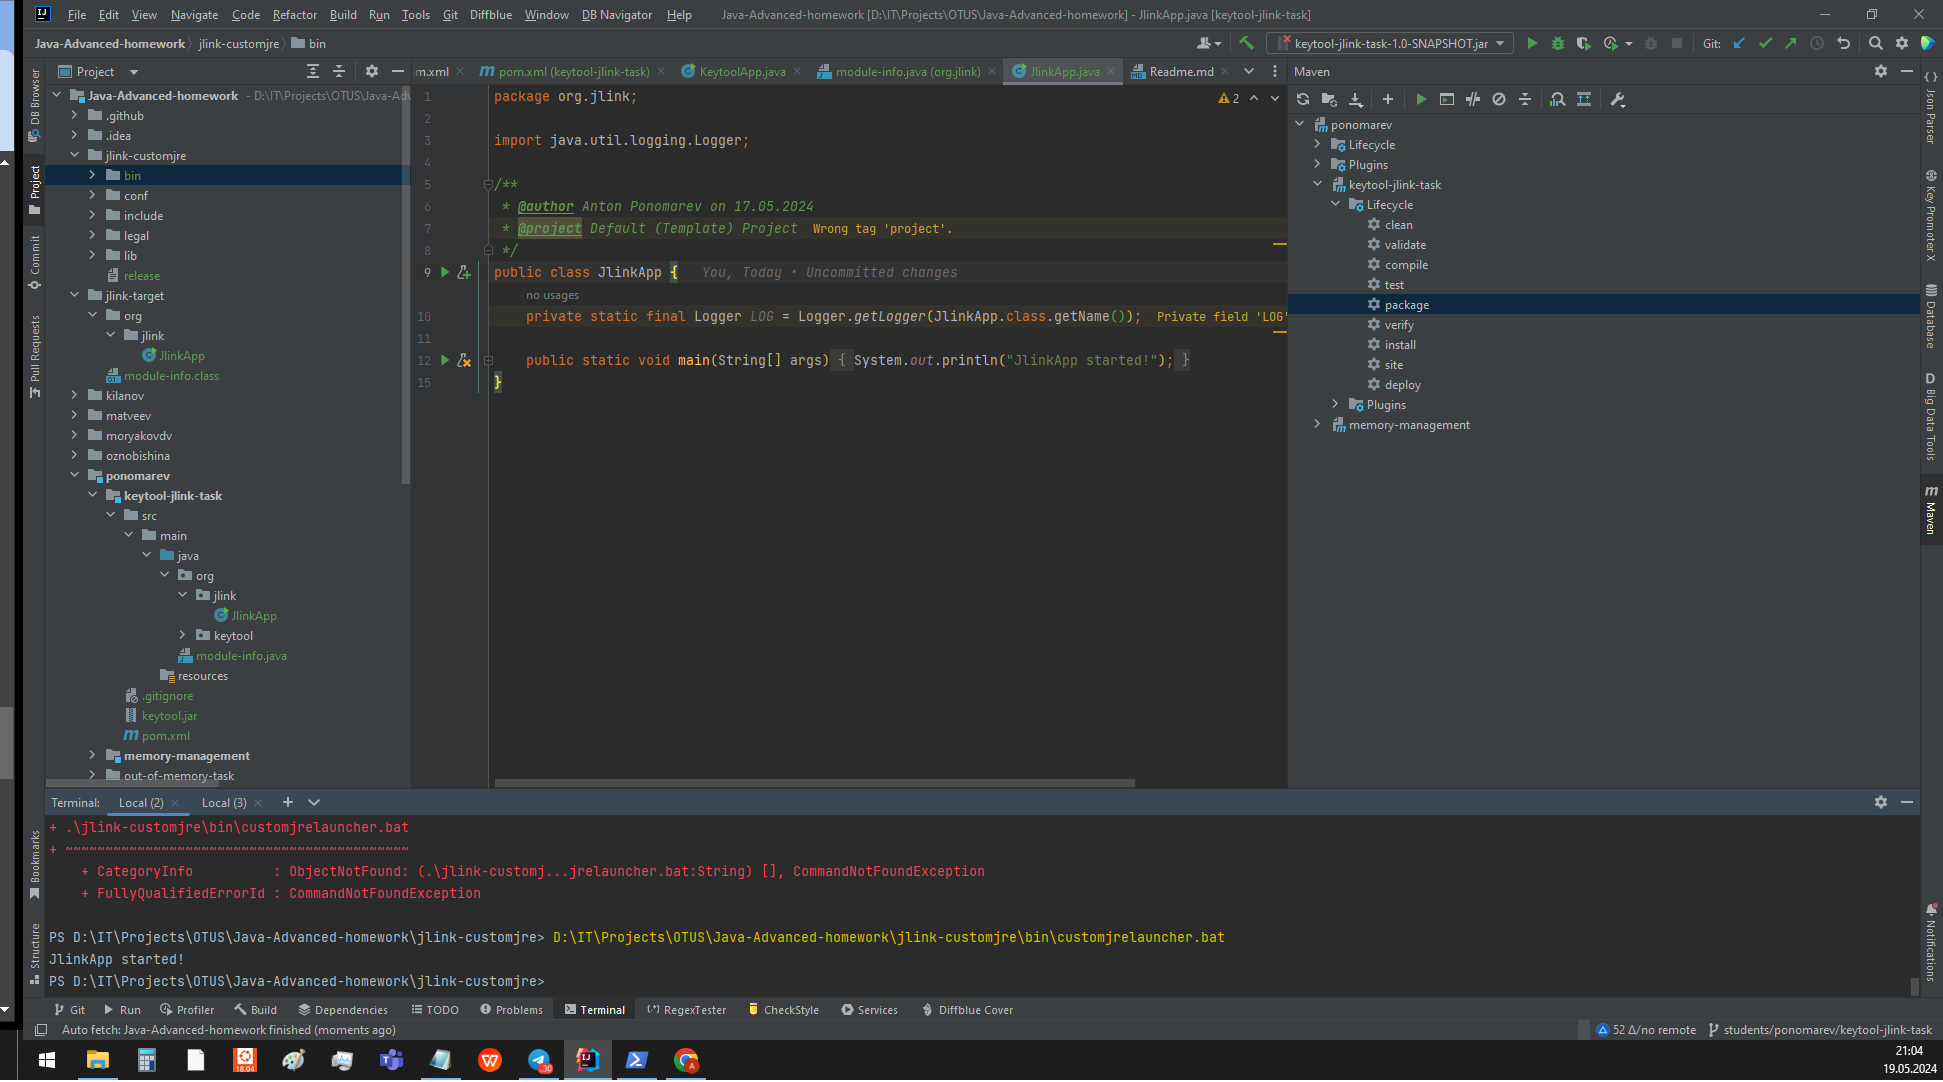 File Edit View Navigate Code Refactor Build Run Tools Git Diffblue Window DB Navigator Help Java-Advanced-homework [D:\IT\Projects\OTUS\Java-Advanced-homework] - JlinkApp.java [keytool-jlink-task]
Java-Advanced-homework jlink-customjre bin
keytool-jlink-task-1.0-SNAPSHOT.jar Git:
Project
m.xml pom.xml (keytool-jlink-task) KeytoolApp.java module-info.java (org.jlink) JlinkApp.java Readme.md
Maven
DB Browser
Project
Commit
Pull Requests
Bookmarks
Structure
Java-Advanced-homework - D:\IT\Projects\OTUS\Java-Adv
.github
.idea
jlink-customjre
bin
conf
include
legal
lib
release
jlink-target
org
jlink
JlinkApp
module-info.class
kilanov
matveev
moryakovdv
oznobishina
ponomarev
keytool-jlink-task
src
main
java
org
jlink
JlinkApp
keytool
module-info.java
resources
.gitignore
keytool.jar
pom.xml
memory-management
out-of-memory-task
1 package org.jlink;
2
3 import java.util.logging.Logger;
4
5 /**
6 * @author Anton Ponomarev on 17.05.2024
7 * @project Default (Template) Project Wrong tag 'project'.
8 */
9 public class JlinkApp { You, Today • Uncommitted changes
no usages
10 private static final Logger LOG = Logger.getLogger(JlinkApp.class.getName()); Private field 'LOG'
11
12 public static void main(String[] args) { System.out.println("JlinkApp started!"); }
15 }
2
ponomarev
Lifecycle
Plugins
keytool-jlink-task
Lifecycle
clean
validate
compile
test
package
verify
install
site
deploy
Plugins
memory-management
Json Parser
Key Promoter X
Database
Big Data Tools
Maven
Notifications
Terminal: Local (2) Local (3)
+ .\jlink-customjre\bin\customjrelauncher.bat
+ ~~~~~~~~~~~~~~~~~~~~~~~~~~~~~~~~~~~~~~~~~~~
+ CategoryInfo : ObjectNotFound: (.\jlink-customj...jrelauncher.bat:String) [], CommandNotFoundException
+ FullyQualifiedErrorId : CommandNotFoundException
PS D:\IT\Projects\OTUS\Java-Advanced-homework\jlink-customjre> D:\IT\Projects\OTUS\Java-Advanced-homework\jlink-customjre\bin\customjrelauncher.bat
JlinkApp started!
PS D:\IT\Projects\OTUS\Java-Advanced-homework\jlink-customjre>
Git Run Profiler Build Dependencies TODO Problems Terminal RegexTester CheckStyle Services Diffblue Cover
Auto fetch: Java-Advanced-homework finished (moments ago)
52 Δ/no remote students/ponomarev/keytool-jlink-task
18.04
30
21:04
19.05.2024